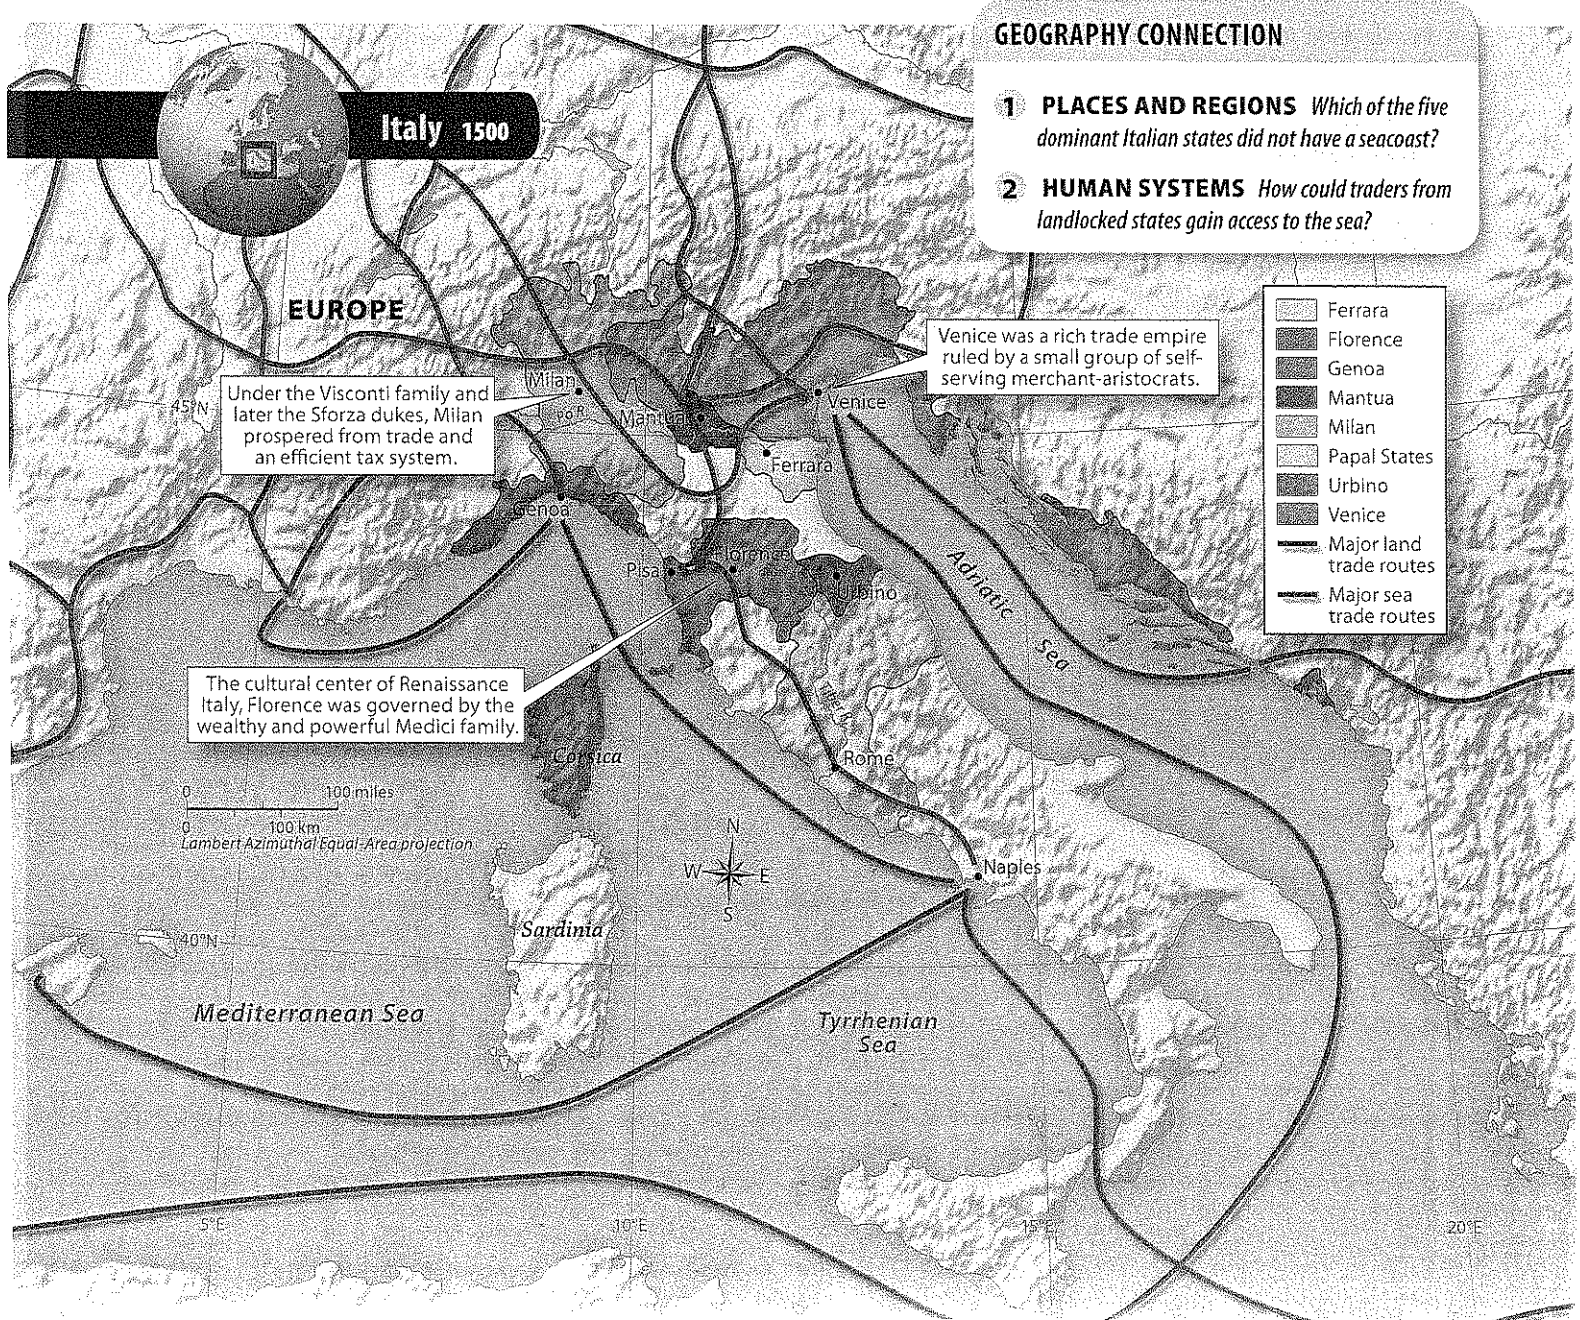 GEOGRAPHY CONNECTION
1 PLACES AND REGIONS Which of the five
dominant Italian states did not have a seacoast?
2 HUMAN SYSTEMS How could traders from
landlocked states gain access to the sea?
Italy 1500
EUROPE
Ferrara
Florence
Genoa
Mantua
Milan
Papal States
Urbino
Venice
Major land
trade routes
Major sea
trade routes
Venice was a rich trade empire
ruled by a small group of self-
serving merchant-aristocrats.
Under the Visconti family and
later the Sforza dukes, Milan
prospered from trade and
an efficient tax system.
45°N
Milan
Po R.
Mantua
Venice
Ferrara
Genoa
Florence
Pisa
Urbino
Adriatic
Sea
The cultural center of Renaissance
Italy, Florence was governed by the
wealthy and powerful Medici family.
Tiber R.
Corsica
Rome
0 100 miles
0 100 km
Lambert Azimuthal Equal-Area projection
N
W E
S
Naples
Sardinia
40°N
Mediterranean Sea
Tyrrhenian
Sea
5°E
10°E
15°E
20°E